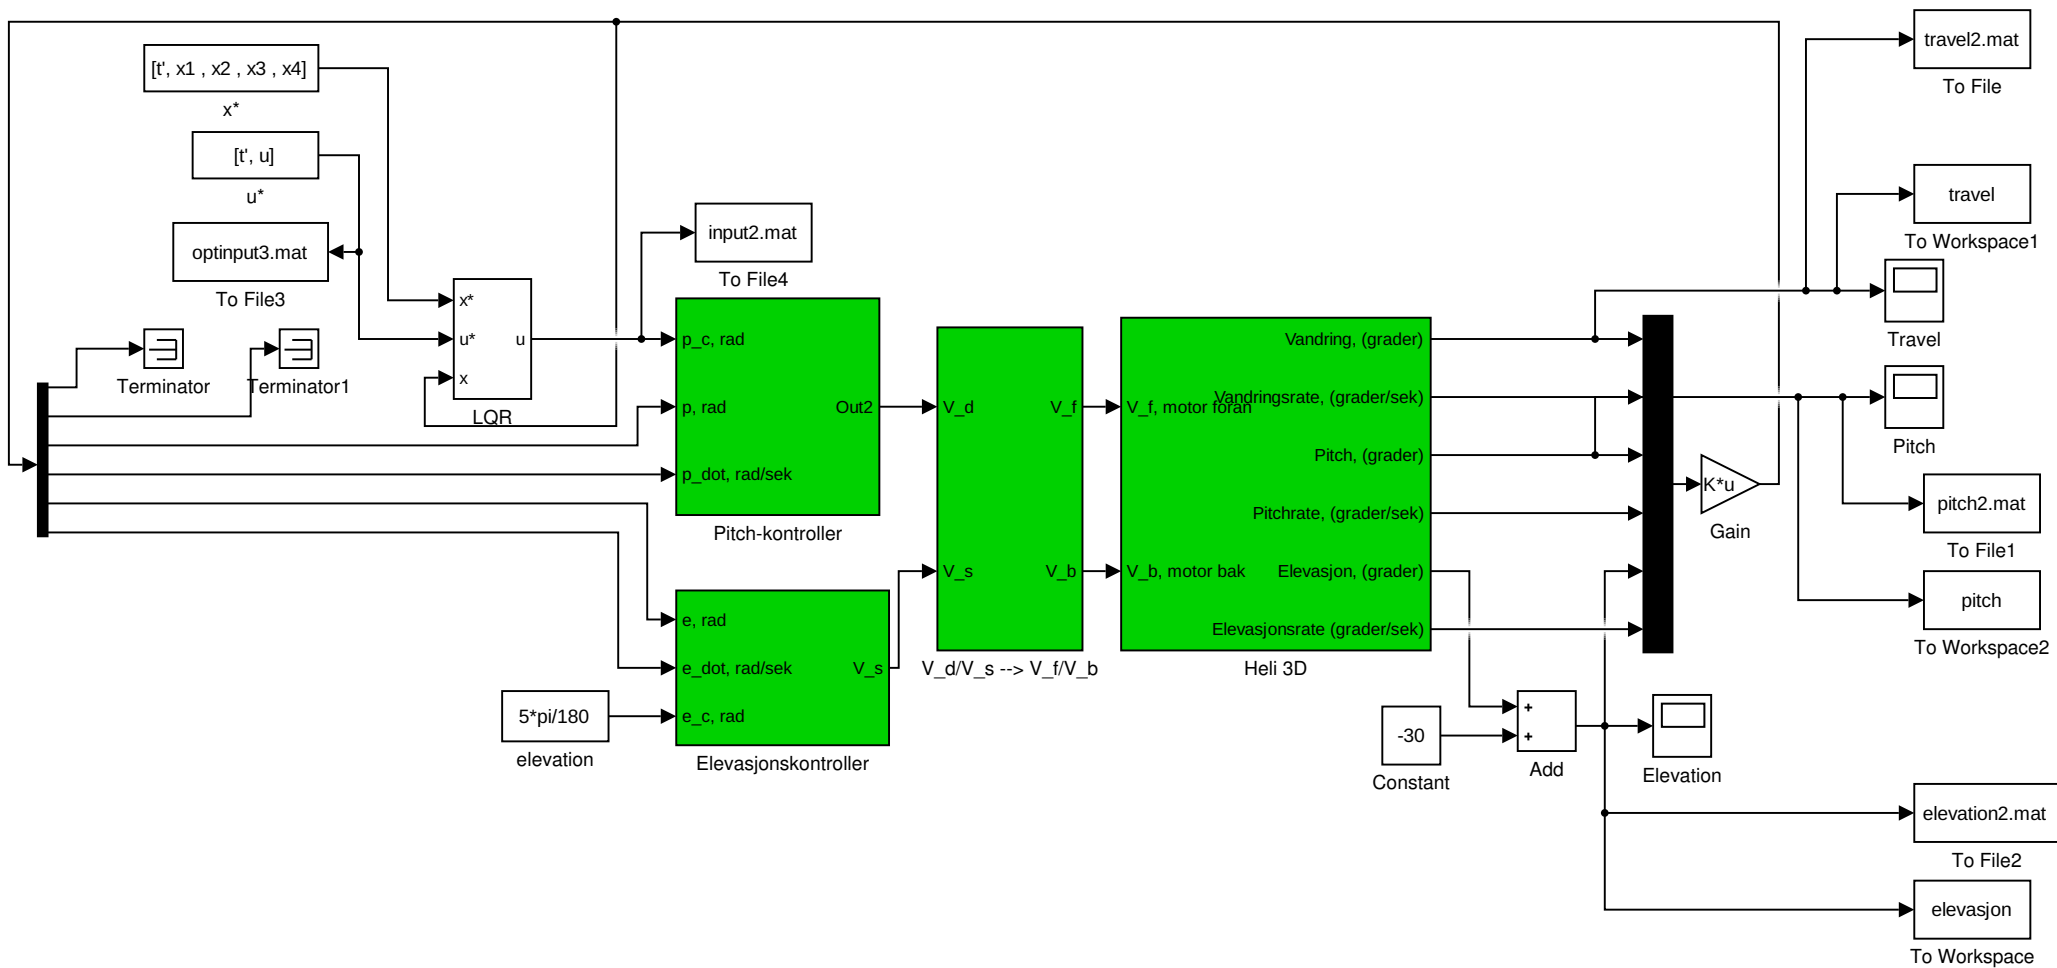 [t', x1 , x2 , x3 , x4]
x*
[t', u]
u*
optinput3.mat
To File3
Terminator
Terminator1
x*
u*
x
u
LQR
input2.mat
To File4
p_c, rad
p, rad
p_dot, rad/sek
Out2
Pitch-kontroller
e, rad
e_dot, rad/sek
e_c, rad
V_s
Elevasjonskontroller
5*pi/180
elevation
V_d
V_s
V_f
V_b
V_d/V_s --> V_f/V_b
V_f, motor foran
V_b, motor bak
Vandring, (grader)
Vandringsrate, (grader/sek)
Pitch, (grader)
Pitchrate, (grader/sek)
Elevasjon, (grader)
Elevasjonsrate (grader/sek)
Heli 3D
-30
Constant
+
+
Add
Elevation
K*u
Gain
travel2.mat
To File
travel
To Workspace1
Travel
Pitch
pitch2.mat
To File1
pitch
To Workspace2
elevation2.mat
To File2
elevasjon
To Workspace